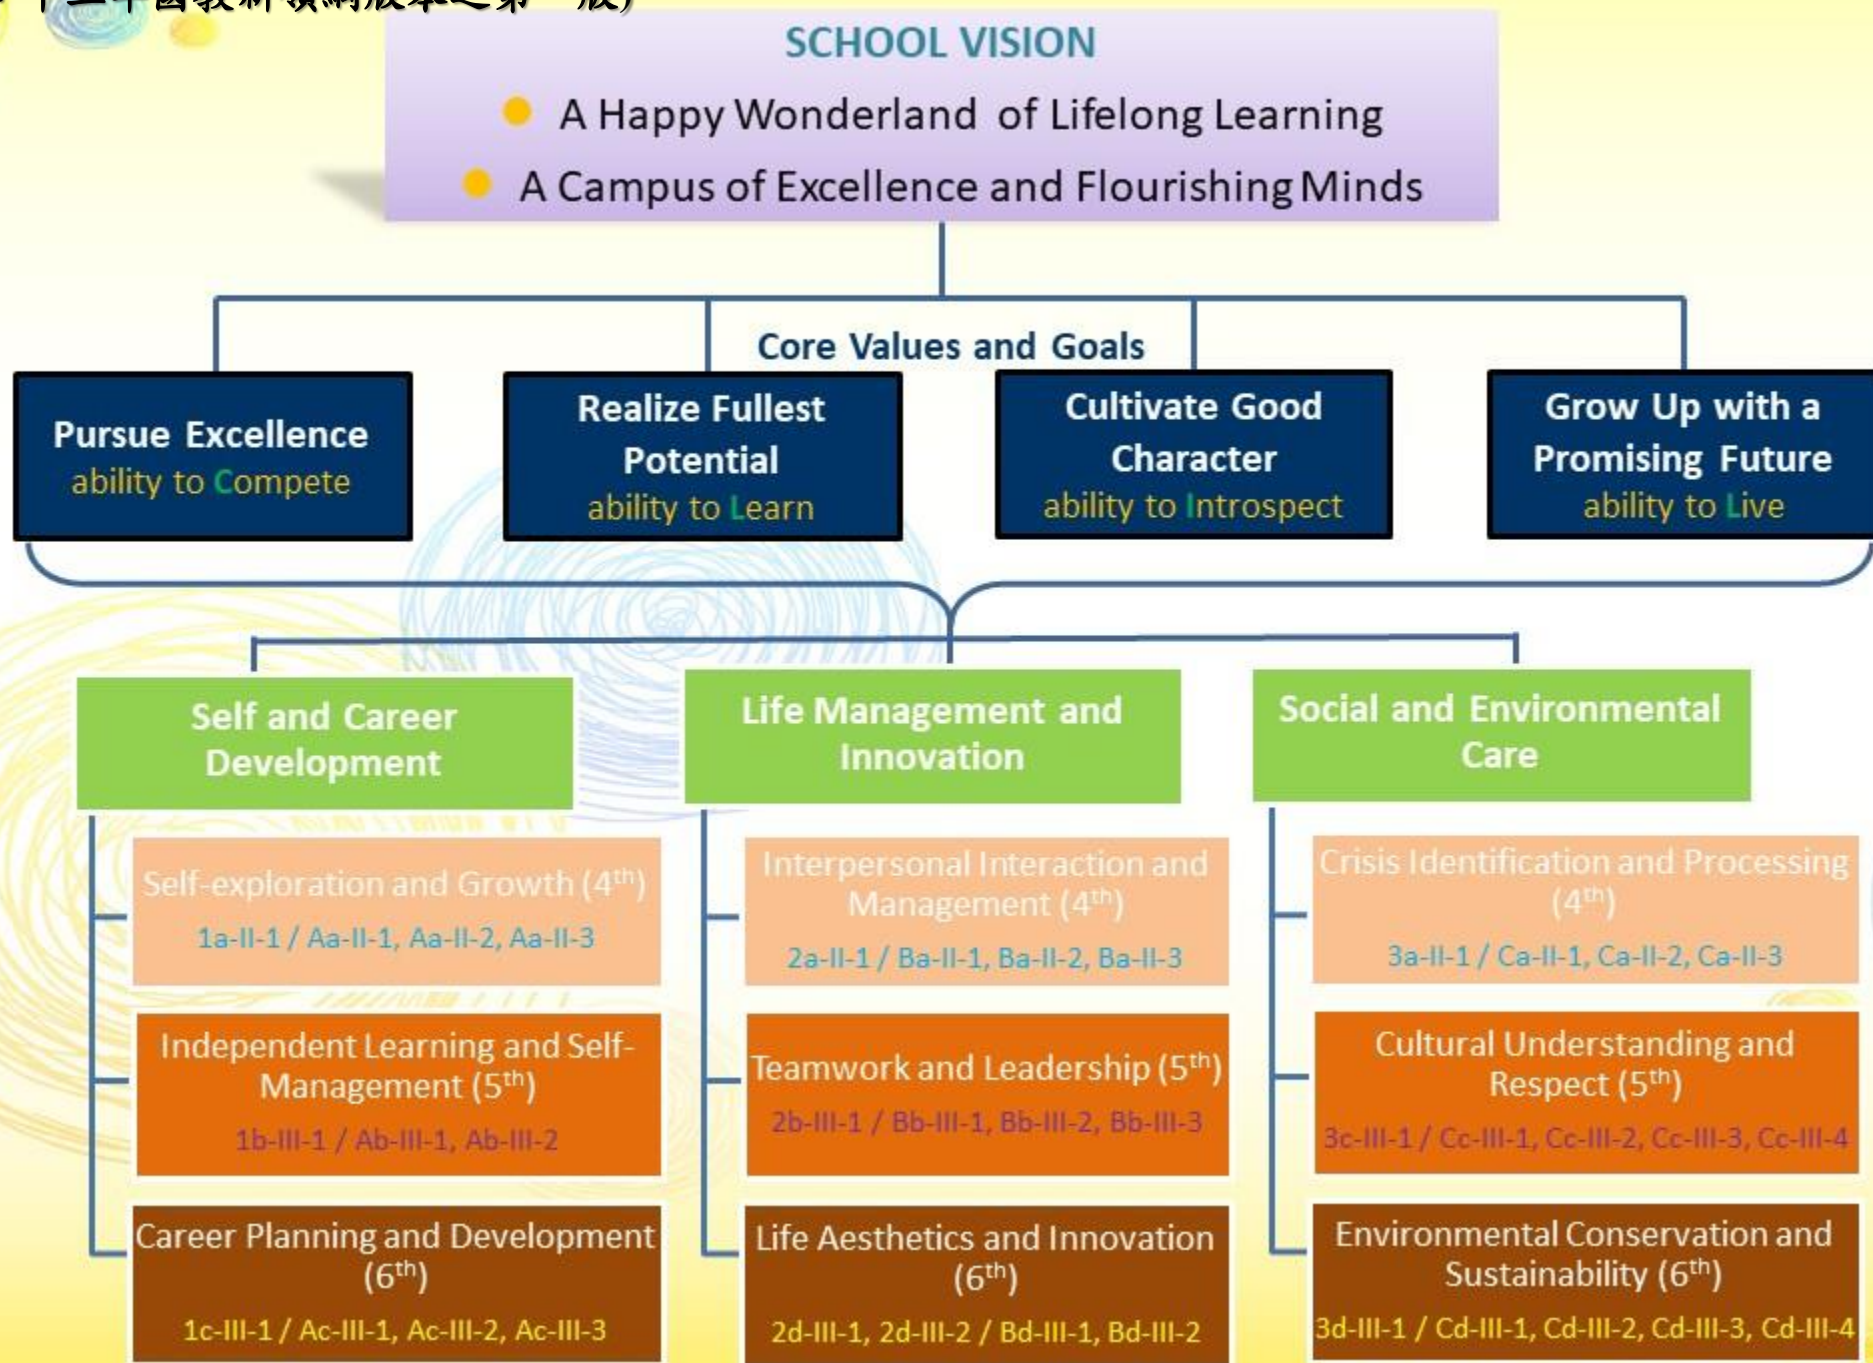 SCHOOL VISION
A Happy Wonderland of Lifelong Learning
A Campus of Excellence and Flourishing Minds
Core Values and Goals
Pursue Excellence
ability to Compete
Realize Fullest
Potential
ability to Learn
Cultivate Good
Character
ability to Introspect
Grow Up with a
Promising Future
ability to Live
Self and Career
Development
Self-exploration and Growth (4th)
1a-II-1 / Aa-II-1, Aa-II-2, Aa-II-3
Independent Learning and Self-
Management (5th)
1b-III-1 / Ab-III-1, Ab-III-2
Career Planning and Development
(6th)
1c-III-1 / Ac-III-1, Ac-III-2, Ac-III-3
Life Management and
Innovation
Interpersonal Interaction and
Management (4th)
2a-II-1 / Ba-II-1, Ba-II-2, Ba-II-3
Teamwork and Leadership (5th)
2b-III-1 / Bb-III-1, Bb-III-2, Bb-III-3
Life Aesthetics and Innovation
(6th)
2d-III-1, 2d-III-2 / Bd-III-1, Bd-III-2
Social and Environmental
Care
Crisis Identification and Processing
(4th)
3a-II-1 / Ca-II-1, Ca-II-2, Ca-II-3
Cultural Understanding and
Respect (5th)
3c-III-1 / Cc-III-1, Cc-III-2, Cc-III-3, Cc-III-4
Environmental Conservation and
Sustainability (6th)
3d-III-1 / Cd-III-1, Cd-III-2, Cd-III-3, Cd-III-4